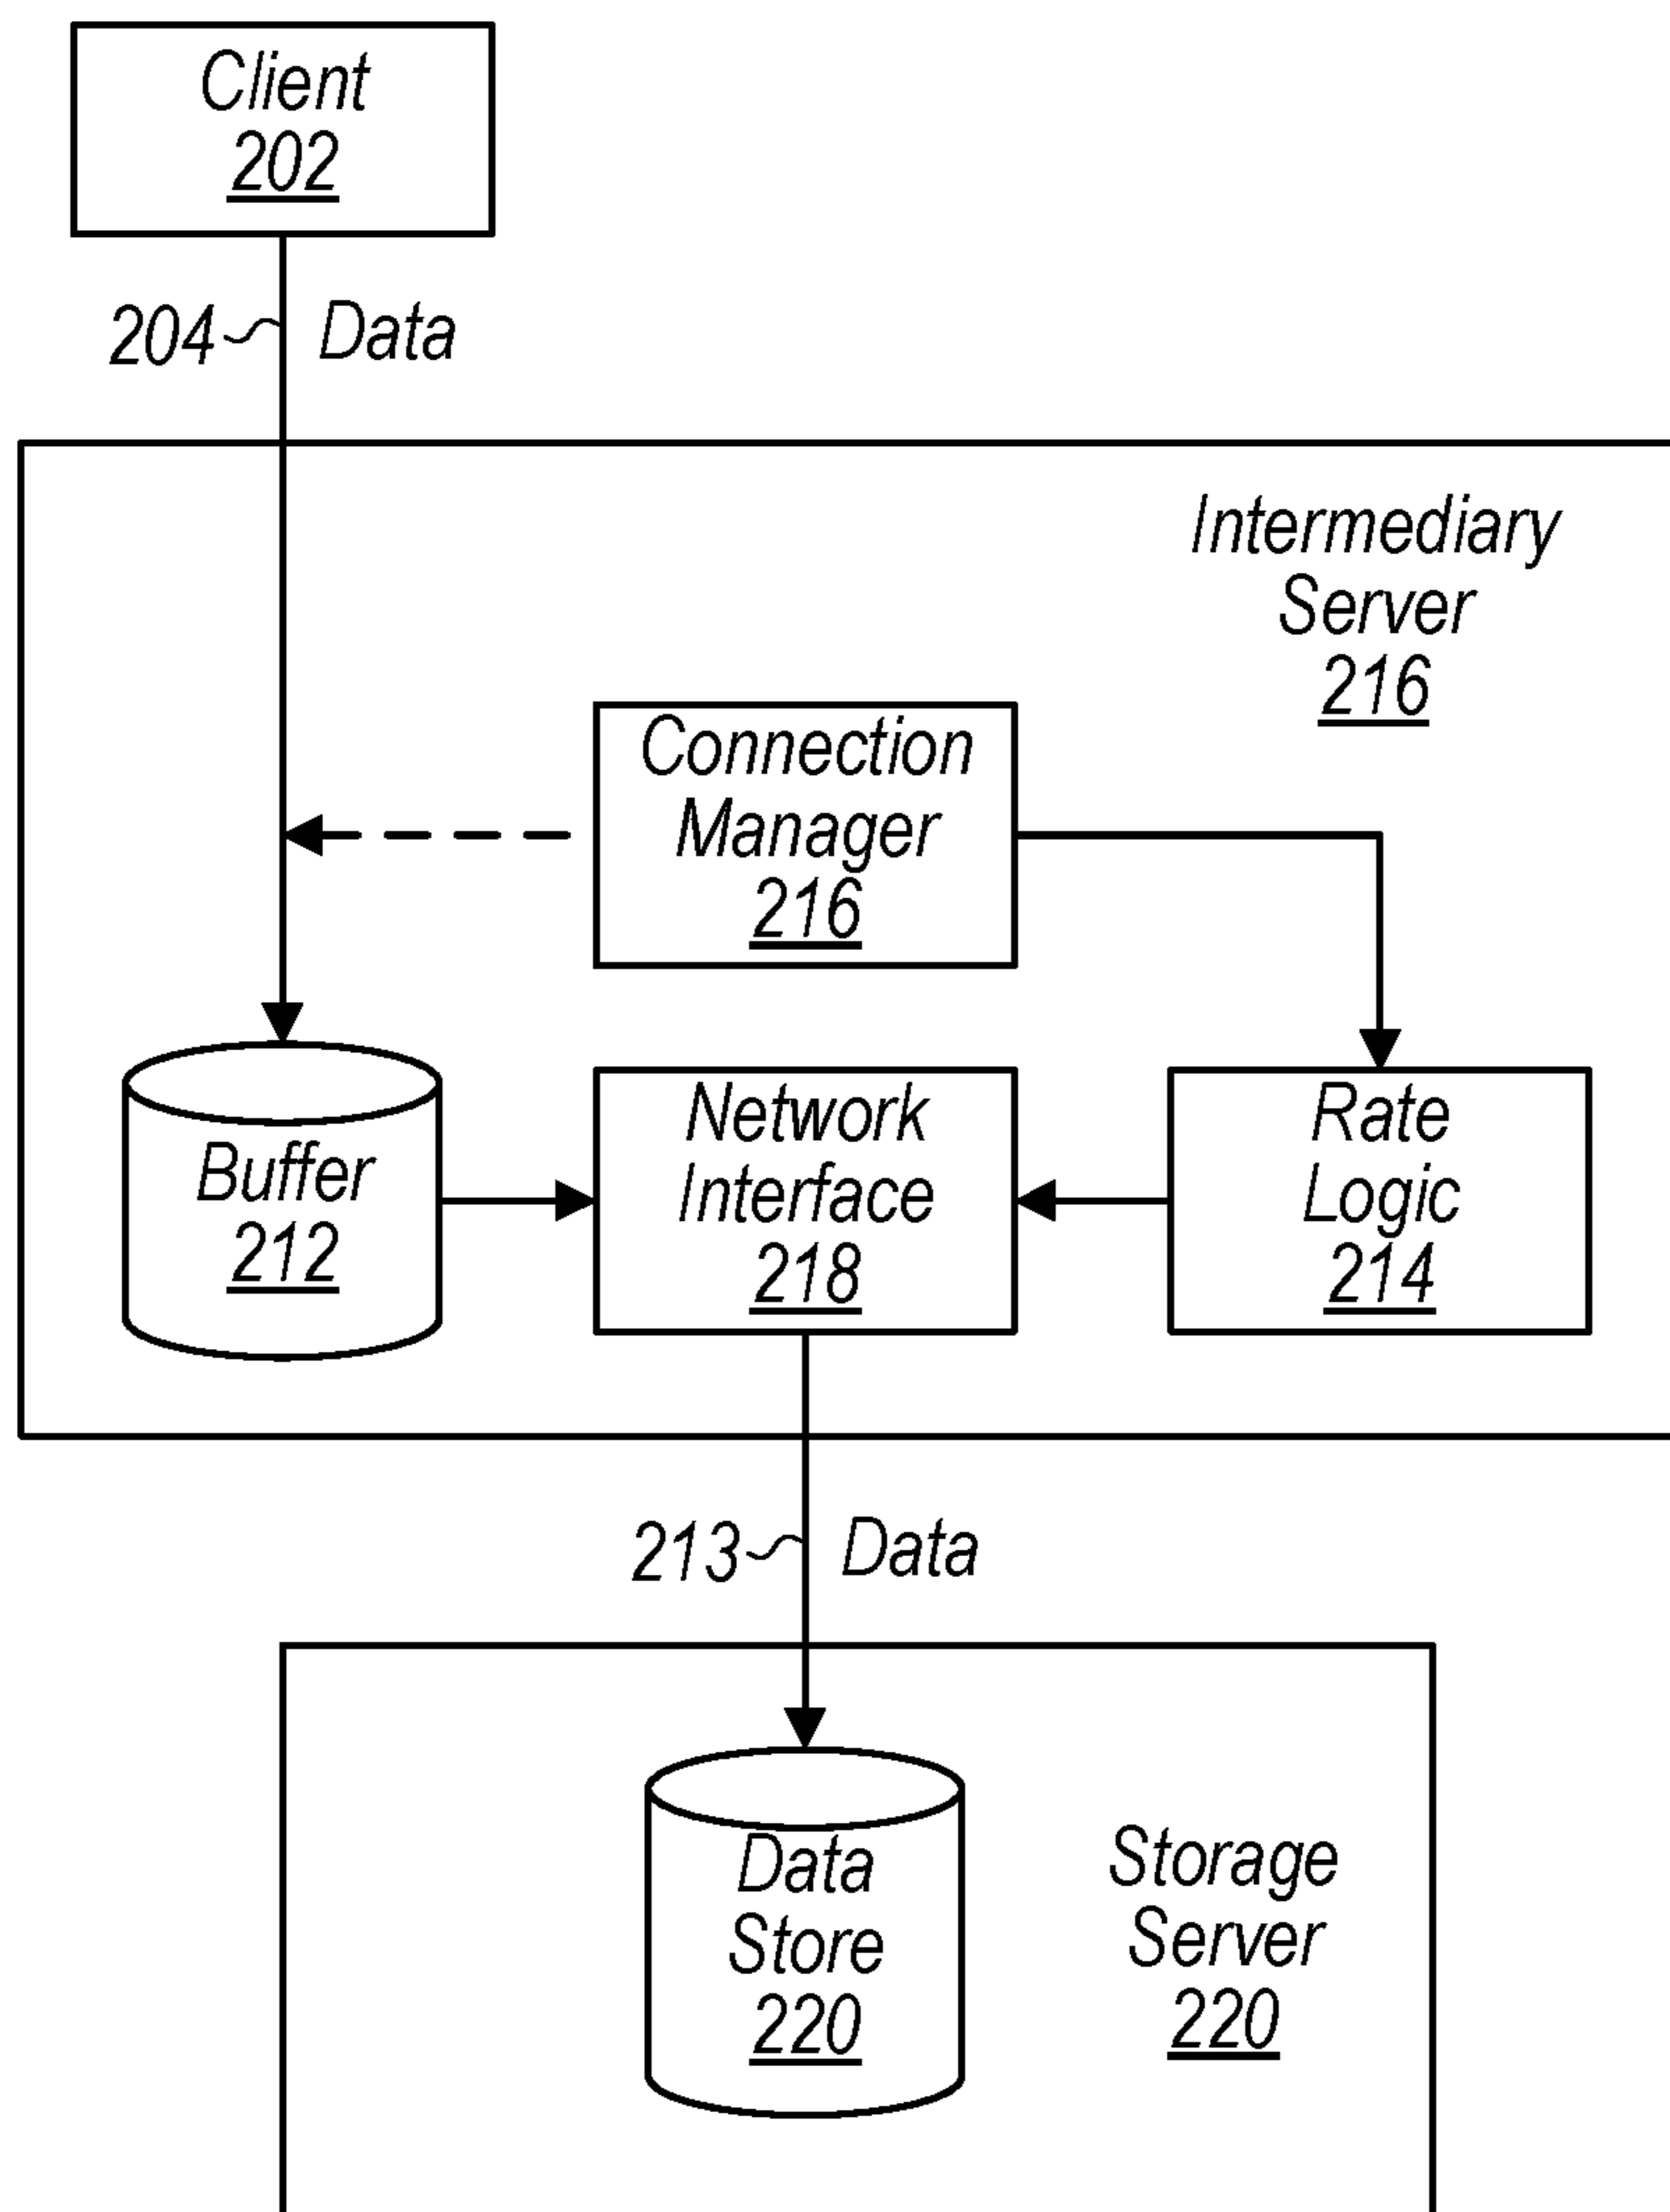 Client
202
204 Data
Intermediary
Server
216
Connection
Manager
216
Buffer
212
Network
Interface
218
Rate
Logic
214
213 Data
Data
Store
220
Storage
Server
220